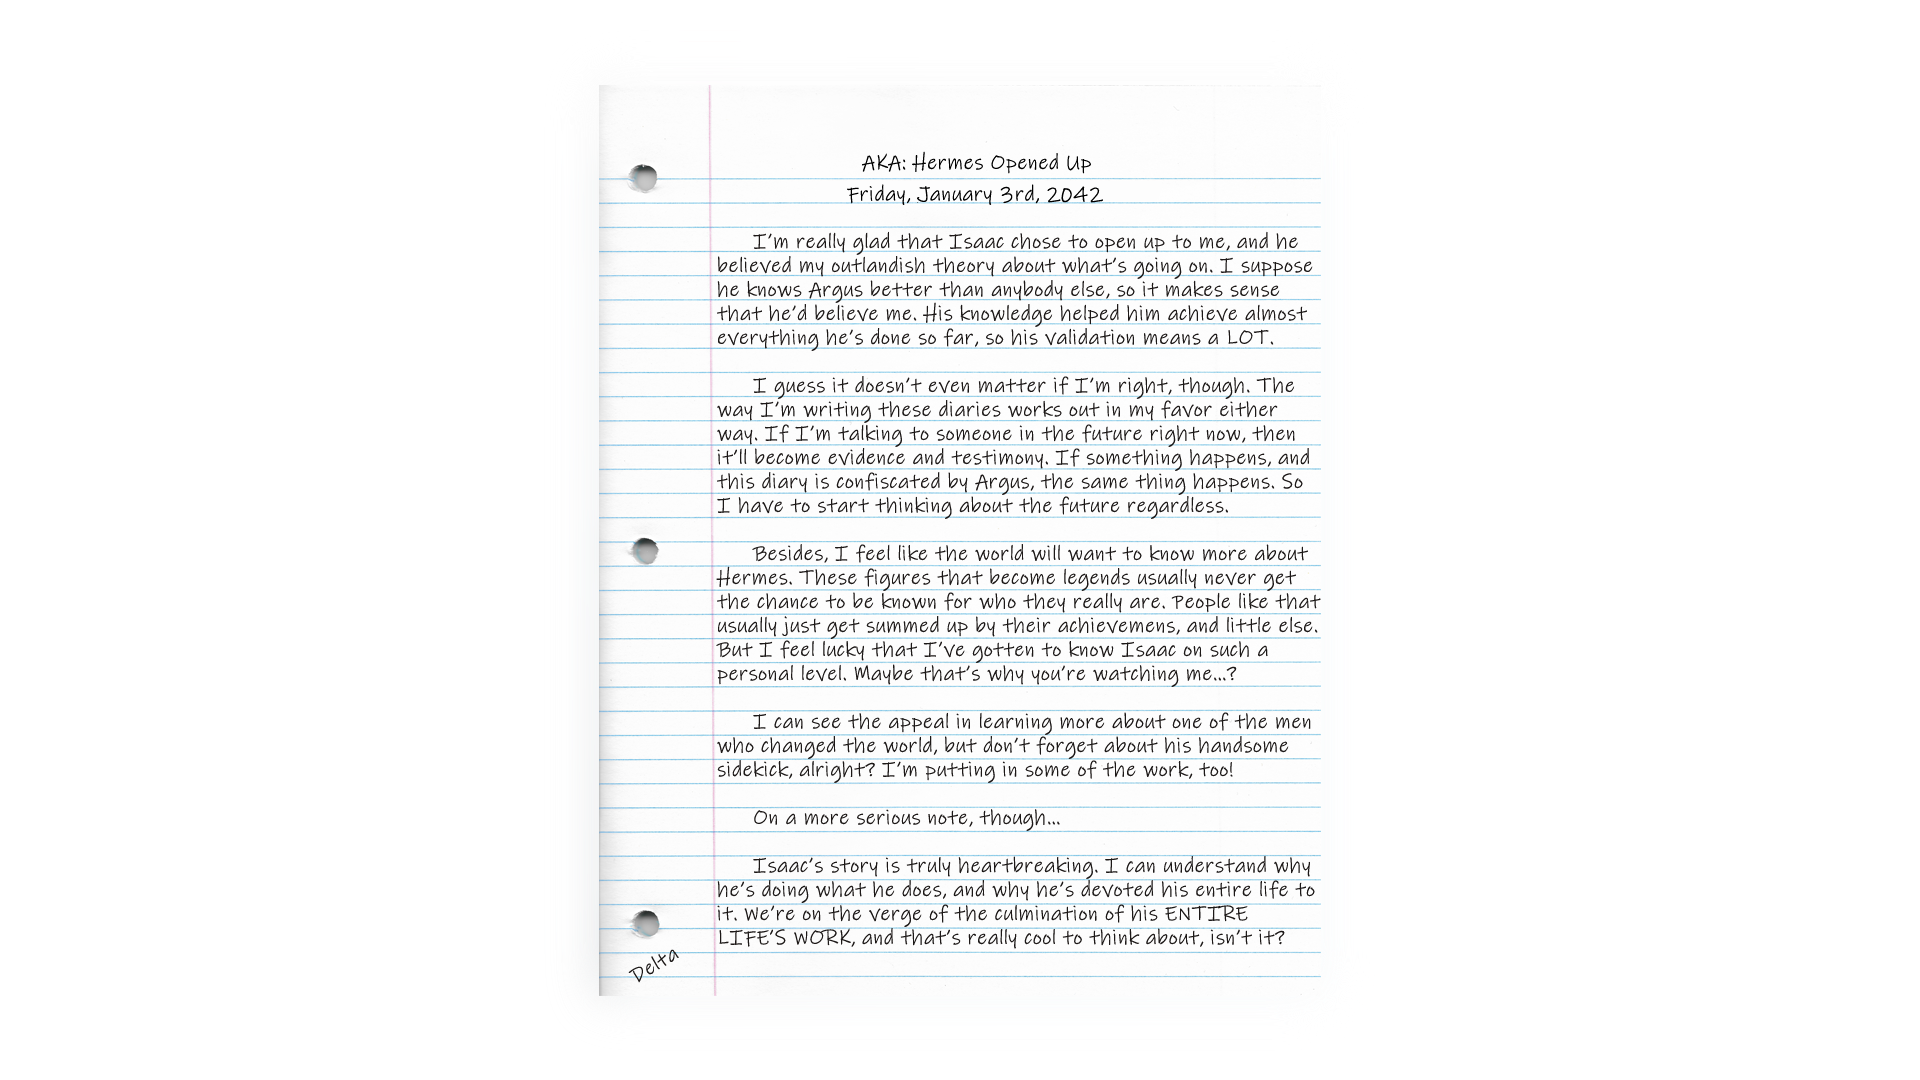 AKA: Hermes Opened Up
Friday, January 3rd, 2042
I'm really glad that Isaac chose to open up to me, and he
believed my outlandish theory about what's going on. I suppose
he knows Argus better than anybody else, so it makes sense
that he'd believe me. His knowledge helped him achieve almost
everything he's done so far, so his validation means a LOT.
I guess it doesn't even matter if I'm right, though. The
way I'm writing these diaries works out in my favor either
way. If I'm talking to someone in the future right now, then
it'll become evidence and testimony. If something happens, and
this diary is confiscated by Argus, the same thing happens. So
I have to start thinking about the future regardless.
Besides, I feel like the world will want to know more about
Hermes. These figures that become legends usually never get
the chance to be known for who they really are. People like that
usually just get summed up by their achievemens, and little else.
But I feel lucky that I've gotten to know Isaac on such a
personal level. Maybe that's why you're watching me...?
I can see the appeal in learning more about one of the men
who changed the world, but don't forget about his handsome
sidekick, alright? I'm putting in some of the work, too!
On a more serious note, though...
Isaac's story is truly heartbreaking. I can understand why
he's doing what he does, and why he's devoted his entire life to
it. We're on the verge of the culmination of his ENTIRE
LIFE'S WORK, and that's really cool to think about, isn't it?
Delta